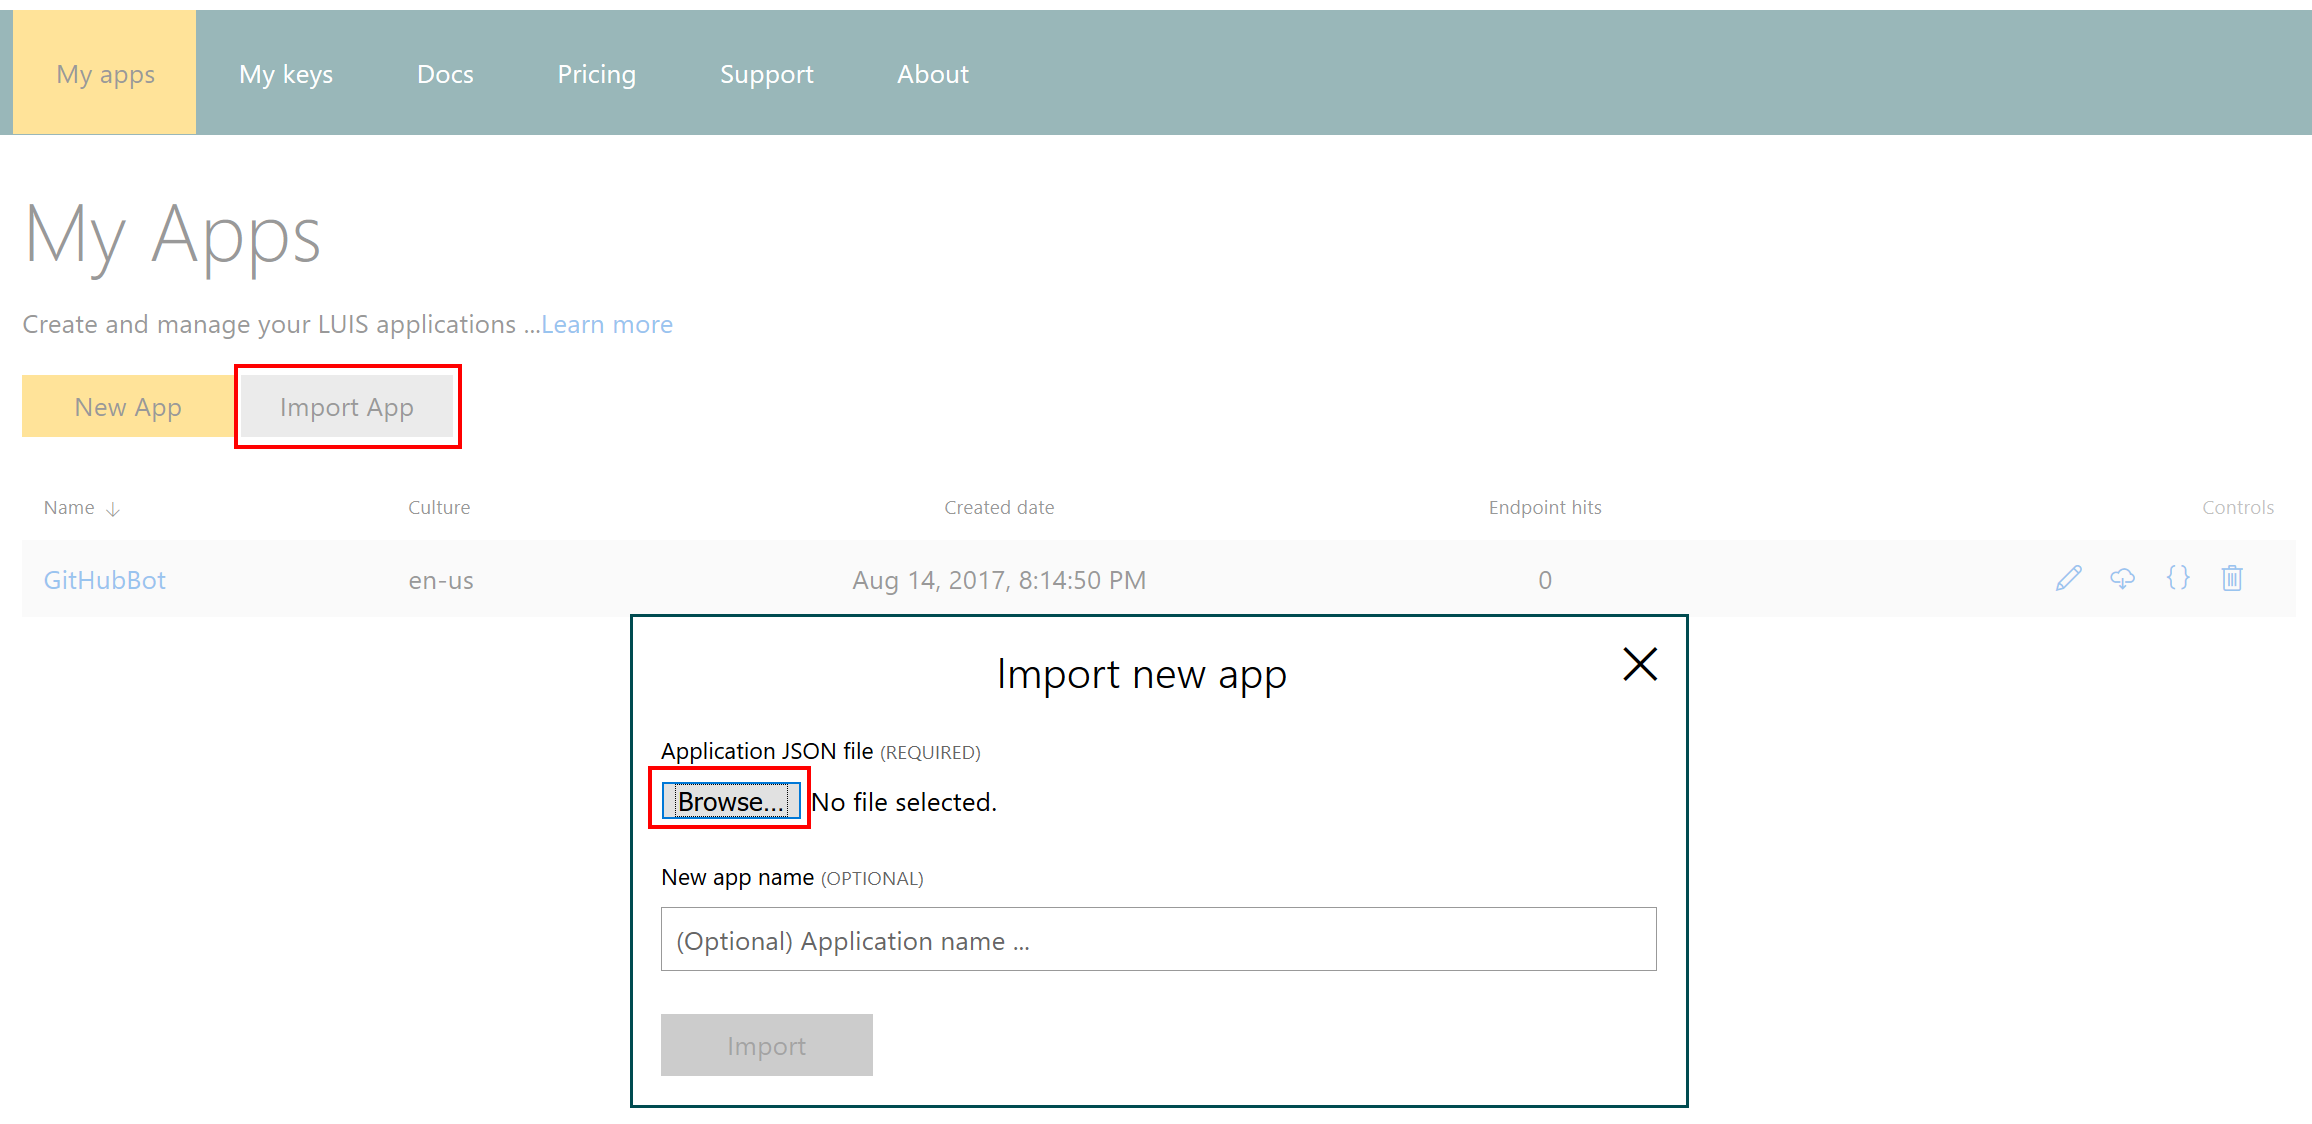 My apps My keys Docs Pricing Support About
My Apps
Create and manage your LUIS applications ...Learn more
New App Import App
Name Culture Created date Endpoint hits Controls
GitHubBot en-us Aug 14, 2017, 8:14:50 PM 0
Import new app
Application JSON file (REQUIRED)
Browse... No file selected.
New app name (OPTIONAL)
(Optional) Application name ...
Import